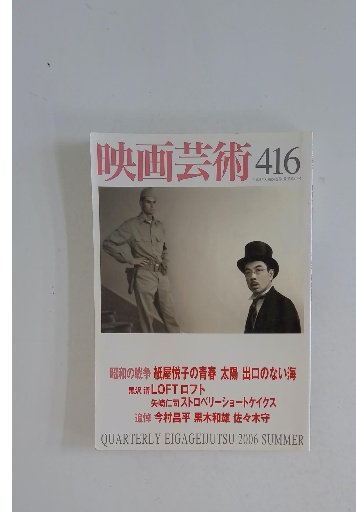 映画芸術 416
昭和の戦争 紙屋悦子の青春 太陽 出口のない海
黒沢清 LOFT ロフト
矢崎仁司 ストロベリーショートケイクス
追悼 今村昌平 黒木和雄 佐々木守
QUARTERLY EIGAGEIJUTSU 2006 SUMMER